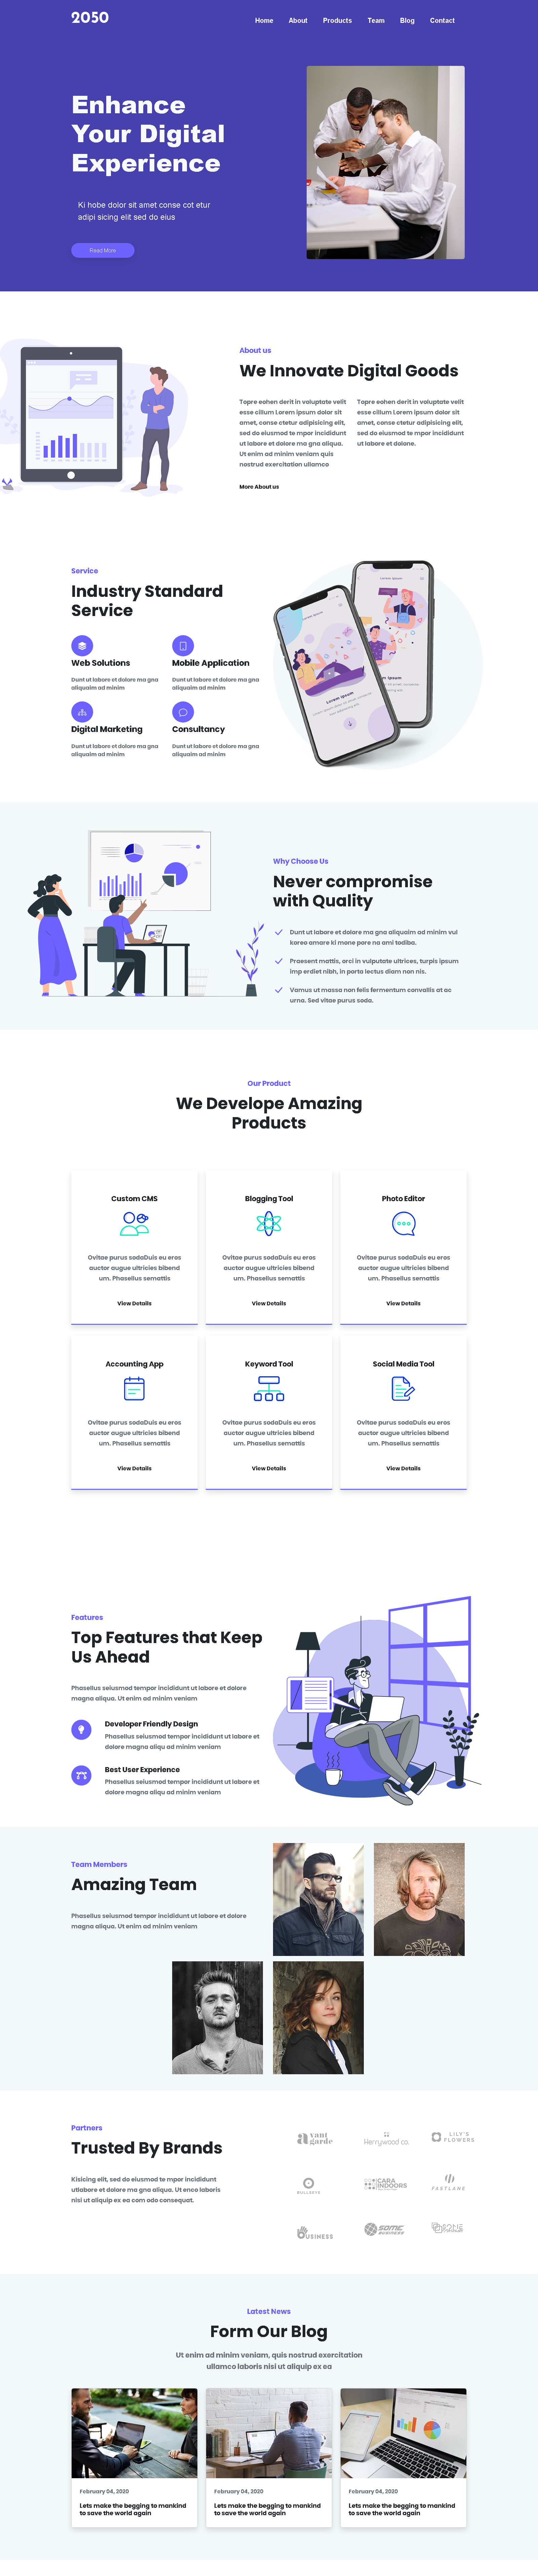 2050
Home About Products Team Blog Contact
Enhance
Your Digital
Experience
Ki hobe dolor sit amet conse cot etur
adipi sicing elit sed do eius
Read More
About us
We Innovate Digital Goods
Topre eohen derit in voluptate velit
esse cillum Lorem ipsum dolor sit
amet, conse ctetur adipisicing elit,
sed do eiusmod te mpor incididunt
ut labore et dolore ma gna aliqua.
Ut enim ad minim veniam quis
nostrud exercitation ullamco
Topre eohen derit in voluptate velit
esse cillum Lorem ipsum dolor sit
amet, conse ctetur adipisicing elit,
sed do eiusmod te mpor incididunt
ut labore et dolone.
More About us
Service
Industry Standard
Service
Web Solutions
Dunt ut labore et dolore ma gna
aliquaim ad minim
Mobile Application
Dunt ut labore et dolore ma gna
aliquaim ad minim
Digital Marketing
Dunt ut labore et dolore ma gna
aliquaim ad minim
Consultancy
Dunt ut labore et dolore ma gna
aliquaim ad minim
Lorem Ipsum
Lorem Ipsum
Why Choose Us
Never compromise
with Quality
Dunt ut labore et dolore ma gna aliquaim ad minim vul
korea amare ki mone pore na ami todiba.
Praesent mattis, orci in vulputate ultrices, turpis ipsum
imp erdiet nibh, in porta lectus diam non nis.
Vamus ut massa non felis fermentum convallis at ac
urna. Sed vitae purus soda.
Our Product
We Develope Amazing
Products
Custom CMS
Ovitae purus sodaDuis eu eros
auctor augue ultricies bibend
um. Phasellus semattis
View Details
Blogging Tool
Ovitae purus sodaDuis eu eros
auctor augue ultricies bibend
um. Phasellus semattis
View Details
Photo Editor
Ovitae purus sodaDuis eu eros
auctor augue ultricies bibend
um. Phasellus semattis
View Details
Accounting App
Ovitae purus sodaDuis eu eros
auctor augue ultricies bibend
um. Phasellus semattis
View Details
Keyword Tool
Ovitae purus sodaDuis eu eros
auctor augue ultricies bibend
um. Phasellus semattis
View Details
Social Media Tool
Ovitae purus sodaDuis eu eros
auctor augue ultricies bibend
um. Phasellus semattis
View Details
Features
Top Features that Keep
Us Ahead
Phasellus seiusmod tempor incididunt ut labore et dolore
magna aliqua. Ut enim ad minim veniam
Developer Friendly Design
Phasellus seiusmod tempor incididunt ut labore et
dolore magna aliqu ad minim veniam
Best User Experience
Phasellus seiusmod tempor incididunt ut labore et
dolore magna aliqu ad minim veniam
Team Members
Amazing Team
Phasellus seiusmod tempor incididunt ut labore et dolore
magna aliqua. Ut enim ad minim veniam
Partners
Trusted By Brands
Kisicing elit, sed do eiusmod te mpor incididunt
utlabore et dolore ma gna aliqua. Ut enco laboris
nisi ut aliquip ex ea com odo consequat.
avant
garde
Herrywood co.
LILY'S
FLOWERS
BULLSEYE
CARA
INDOORS
FASTLANE
BUSINESS
SOME
BUSINESS
Latest News
Form Our Blog
Ut enim ad minim veniam, quis nostrud exercitation
ullamco laboris nisi ut aliquip ex ea
February 04, 2020
Lets make the begging to mankind
to save the world again
February 04, 2020
Lets make the begging to mankind
to save the world again
February 04, 2020
Lets make the begging to mankind
to save the world again